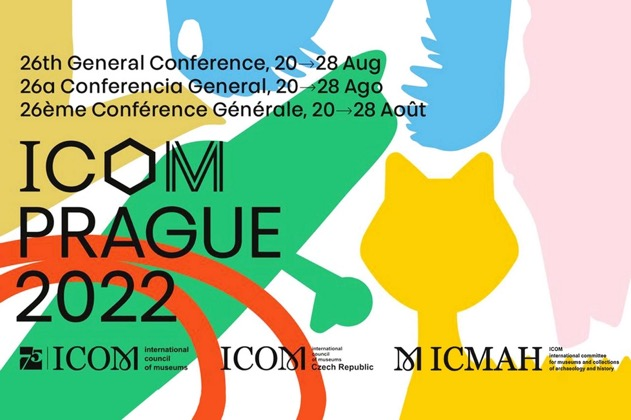 26th General Conference, 20→28 Aug
26a Conferencia General, 20→28 Ago
26ème Conférence Générale, 20→28 Août
ICOM
PRAGUE
2022
75 ICOM international
council
of museums
ICOM international
council
of museums
Czech Republic
ICMAH ICOM
international committee
for museums and collections
of archaeology and history